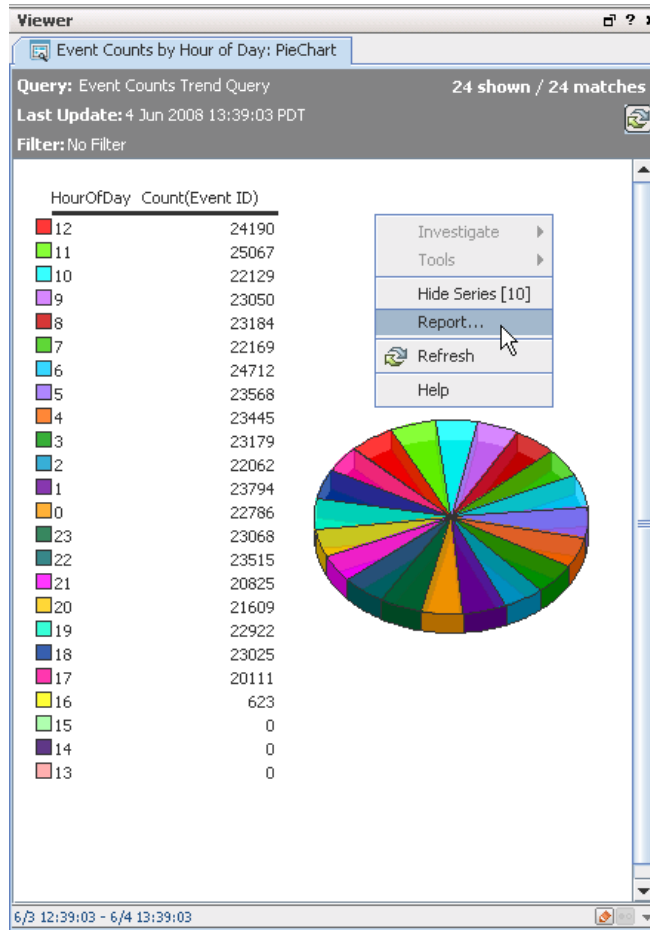 Viewer
Event Counts by Hour of Day: PieChart
Query: Event Counts Trend Query 24 shown / 24 matches
Last Update: 4 Jun 2008 13:39:03 PDT
Filter: No Filter
HourOfDay Count(Event ID)
12 24190
11 25067
10 22129
9 23050
8 23184
7 22169
6 24712
5 23568
4 23445
3 23179
2 22062
1 23794
0 22786
23 23068
22 23515
21 20825
20 21609
19 22922
18 23025
17 20111
16 623
15 0
14 0
13 0
Investigate
Tools
Hide Series [10]
Report...
Refresh
Help
6/3 12:39:03 - 6/4 13:39:03